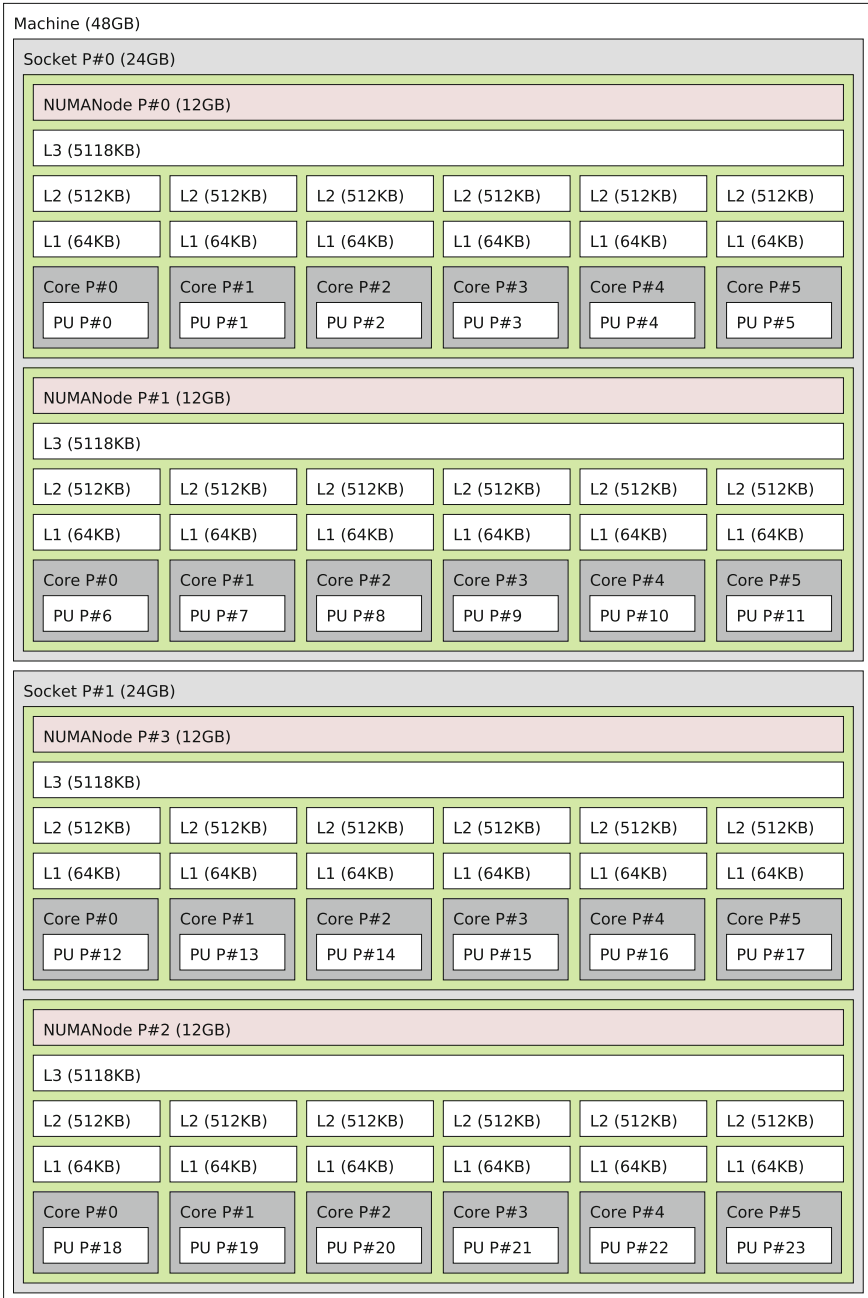 Machine (48GB)
Socket P#0 (24GB)
NUMANode P#0 (12GB)
L3 (5118KB)
L2 (512KB) L2 (512KB) L2 (512KB) L2 (512KB) L2 (512KB) L2 (512KB)
L1 (64KB) L1 (64KB) L1 (64KB) L1 (64KB) L1 (64KB) L1 (64KB)
Core P#0 Core P#1 Core P#2 Core P#3 Core P#4 Core P#5
PU P#0 PU P#1 PU P#2 PU P#3 PU P#4 PU P#5
NUMANode P#1 (12GB)
L3 (5118KB)
L2 (512KB) L2 (512KB) L2 (512KB) L2 (512KB) L2 (512KB) L2 (512KB)
L1 (64KB) L1 (64KB) L1 (64KB) L1 (64KB) L1 (64KB) L1 (64KB)
Core P#0 Core P#1 Core P#2 Core P#3 Core P#4 Core P#5
PU P#6 PU P#7 PU P#8 PU P#9 PU P#10 PU P#11
Socket P#1 (24GB)
NUMANode P#3 (12GB)
L3 (5118KB)
L2 (512KB) L2 (512KB) L2 (512KB) L2 (512KB) L2 (512KB) L2 (512KB)
L1 (64KB) L1 (64KB) L1 (64KB) L1 (64KB) L1 (64KB) L1 (64KB)
Core P#0 Core P#1 Core P#2 Core P#3 Core P#4 Core P#5
PU P#12 PU P#13 PU P#14 PU P#15 PU P#16 PU P#17
NUMANode P#2 (12GB)
L3 (5118KB)
L2 (512KB) L2 (512KB) L2 (512KB) L2 (512KB) L2 (512KB) L2 (512KB)
L1 (64KB) L1 (64KB) L1 (64KB) L1 (64KB) L1 (64KB) L1 (64KB)
Core P#0 Core P#1 Core P#2 Core P#3 Core P#4 Core P#5
PU P#18 PU P#19 PU P#20 PU P#21 PU P#22 PU P#23